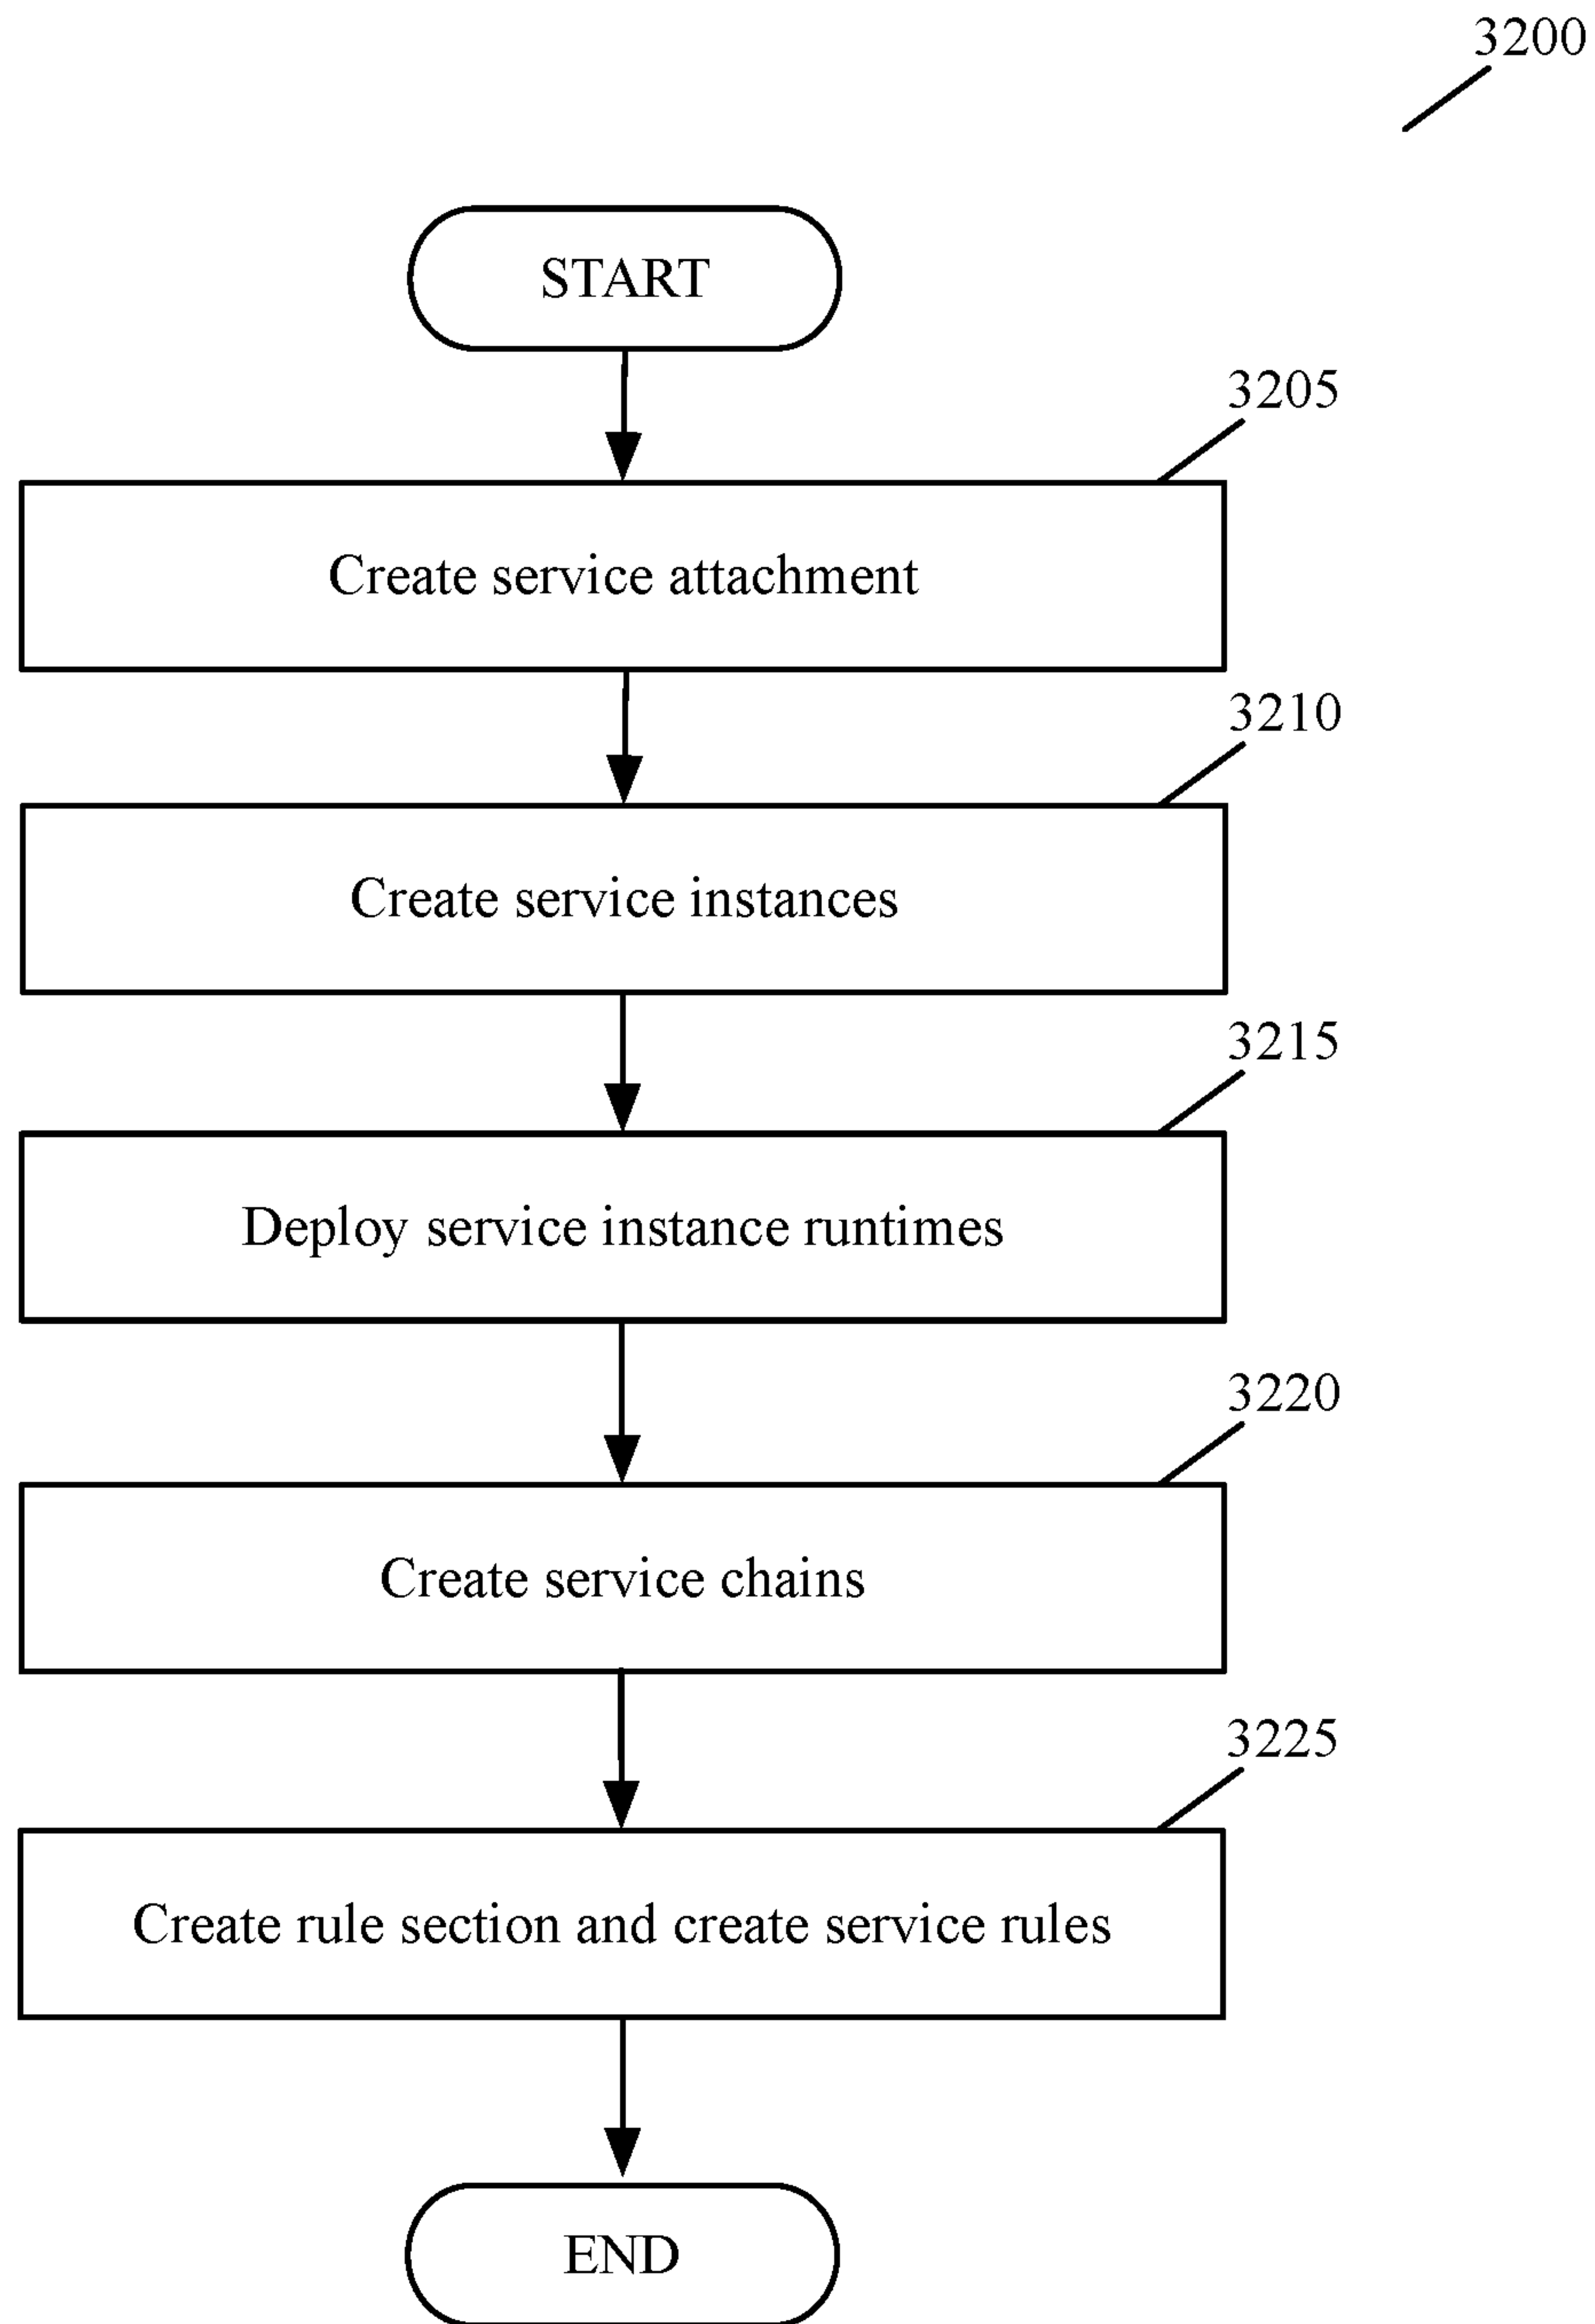 3200
START
3205
Create service attachment
3210
Create service instances
3215
Deploy service instance runtimes
3220
Create service chains
3225
Create rule section and create service rules
END